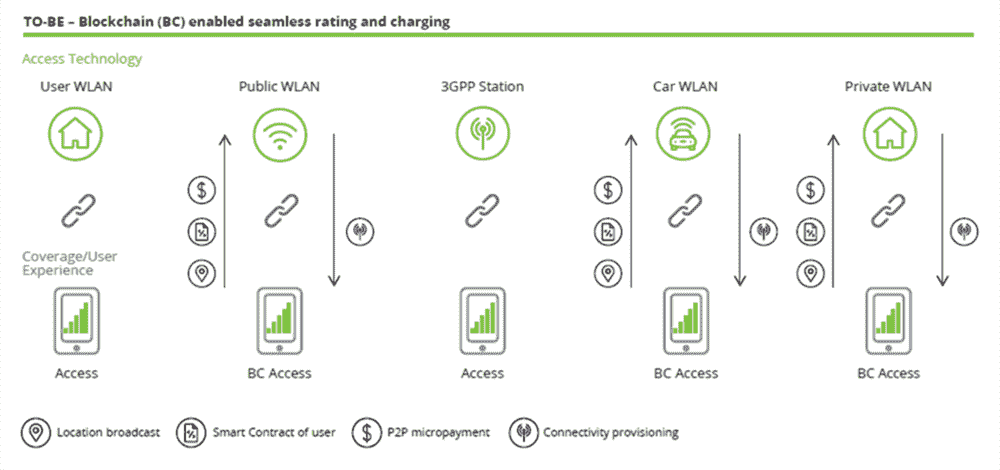 TO-BE – Blockchain (BC) enabled seamless rating and charging
Access Technology
User WLAN
Public WLAN
3GPP Station
Car WLAN
Private WLAN
Coverage/User
Experience
Access
BC Access
Access
BC Access
BC Access
Location broadcast
Smart Contract of user
$ P2P micropayment
Connectivity provisioning